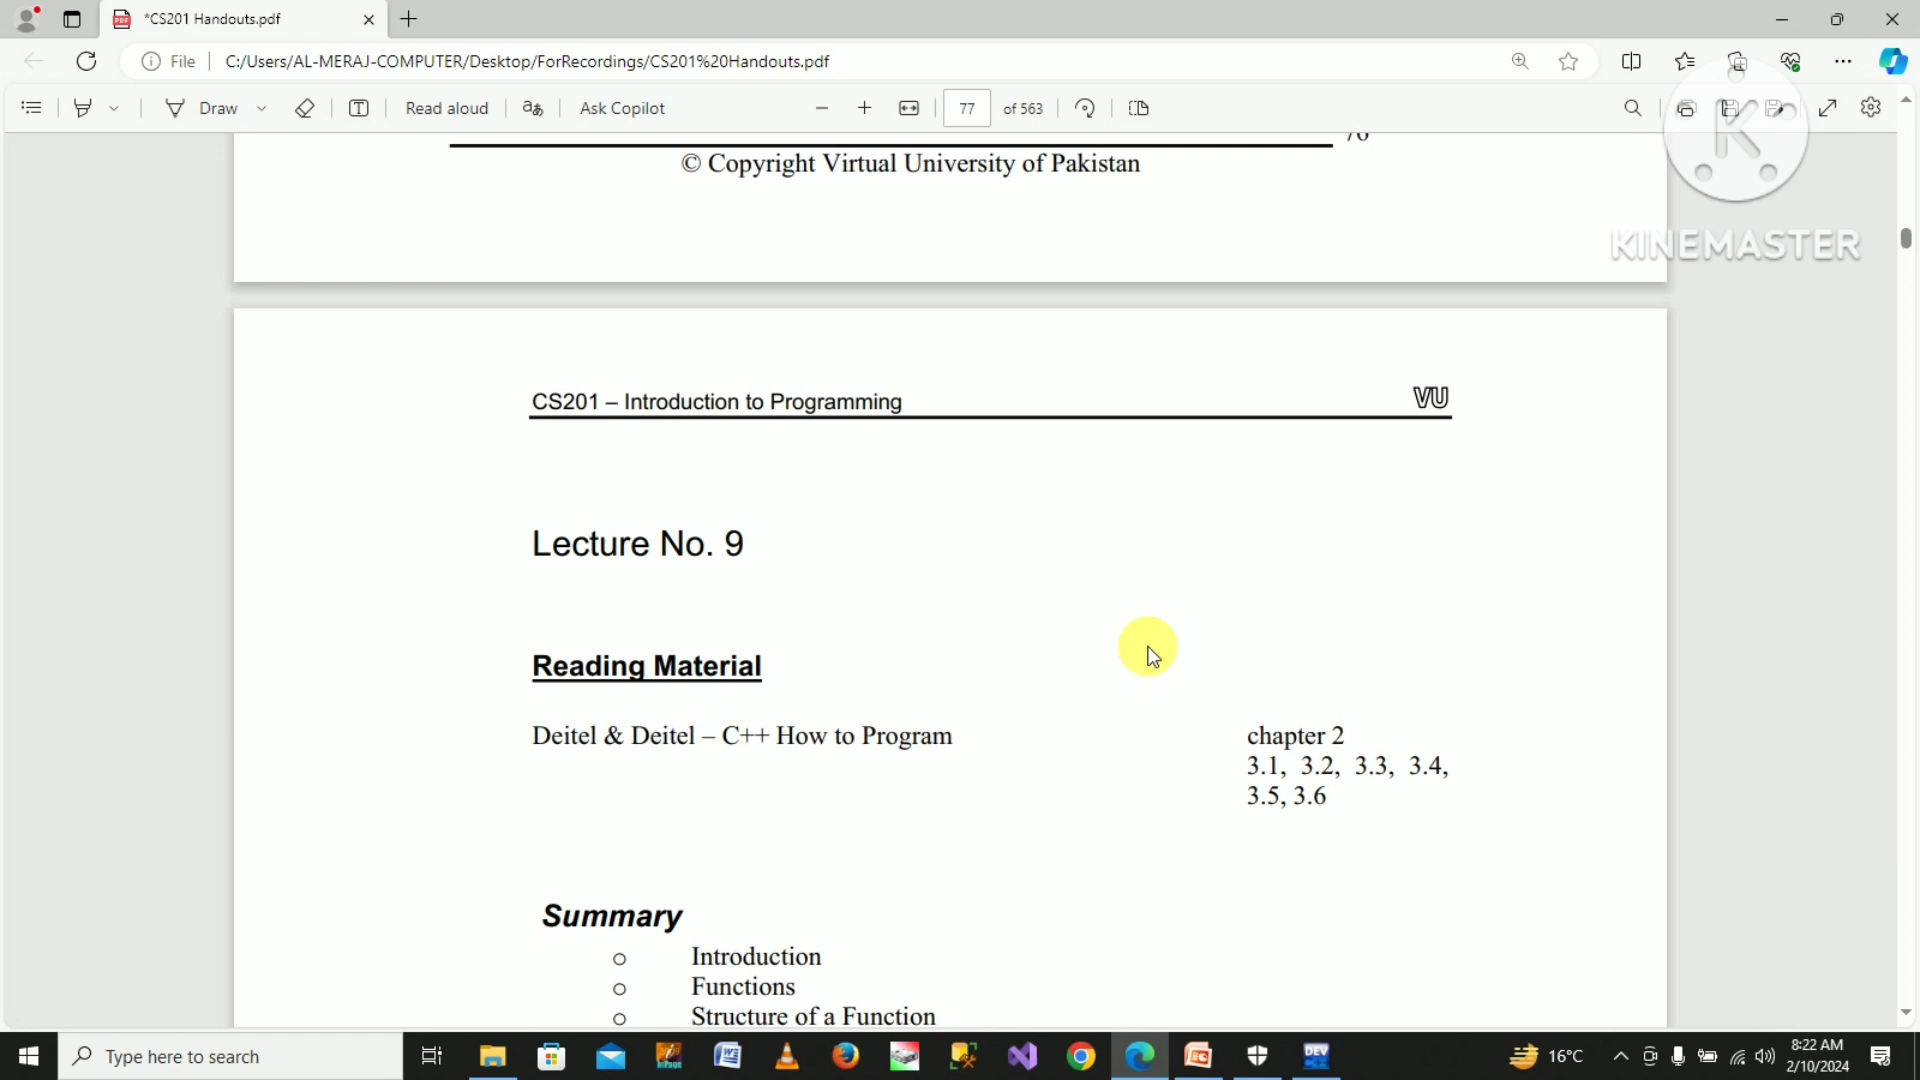 *CS201 Handouts.pdf
File
C:/Users/AL-MERAJ-COMPUTER/Desktop/ForRecordings/CS201%20Handouts.pdf
Draw
Read aloud
Ask Copilot
77
of 563
76
© Copyright Virtual University of Pakistan
K
KINEMASTER
CS201 – Introduction to Programming
VU
Lecture No. 9
Reading Material
Deitel & Deitel – C++ How to Program
chapter 2
3.1, 3.2, 3.3, 3.4,
3.5, 3.6
Summary
o Introduction
o Functions
o Structure of a Function
Type here to search
DEV
16°C
8:22 AM
2/10/2024